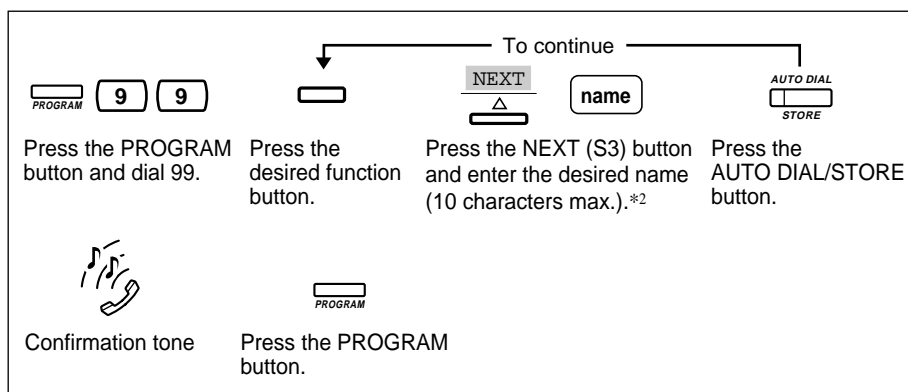 To continue
PROGRAM 9 9
NEXT
name
AUTO DIAL
STORE
Press the PROGRAM
button and dial 99.
Press the
desired function
button.
Press the NEXT (S3) button
and enter the desired name
(10 characters max.).*2
Press the
AUTO DIAL/STORE
button.
Confirmation tone
PROGRAM
Press the PROGRAM
button.